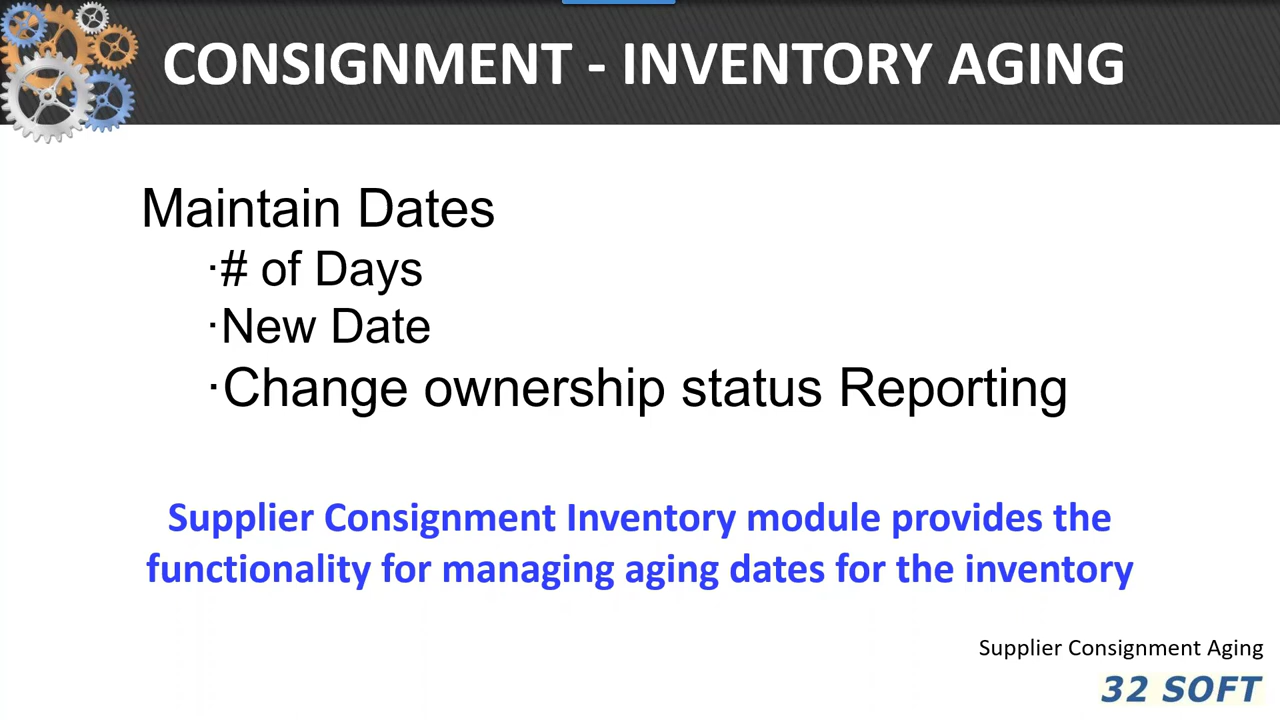 CONSIGNMENT - INVENTORY AGING
Maintain Dates
·# of Days
·New Date
·Change ownership status Reporting
Supplier Consignment Inventory module provides the
functionality for managing aging dates for the inventory
Supplier Consignment Aging
32 SOFT